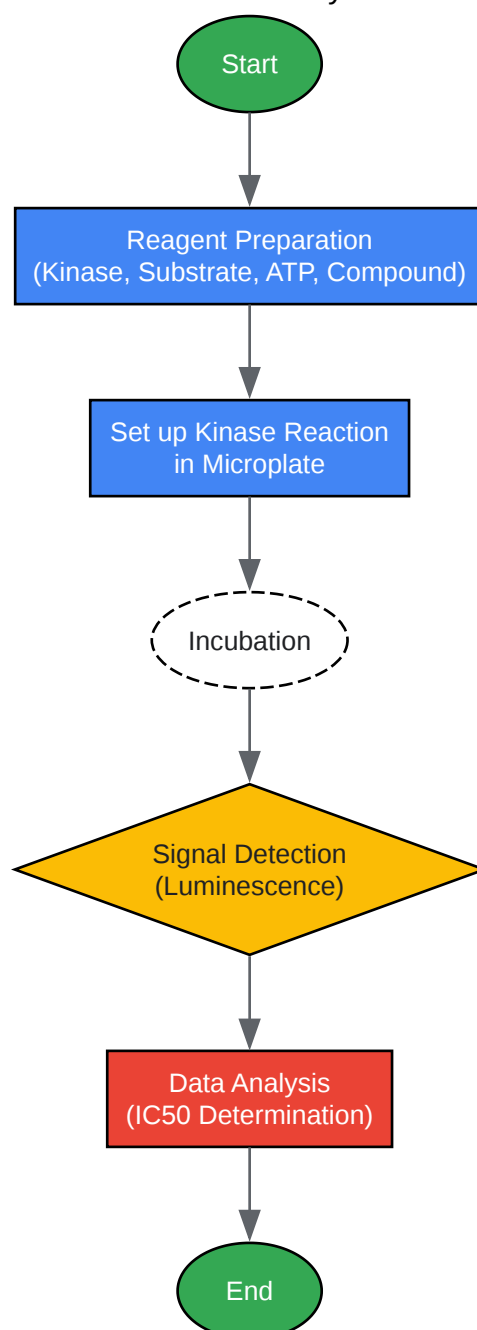 Start
Reagent Preparation
(Kinase, Substrate, ATP, Compound)
Set up Kinase Reaction
in Microplate
Incubation
Signal Detection
(Luminescence)
Data Analysis
(IC50 Determination)
End